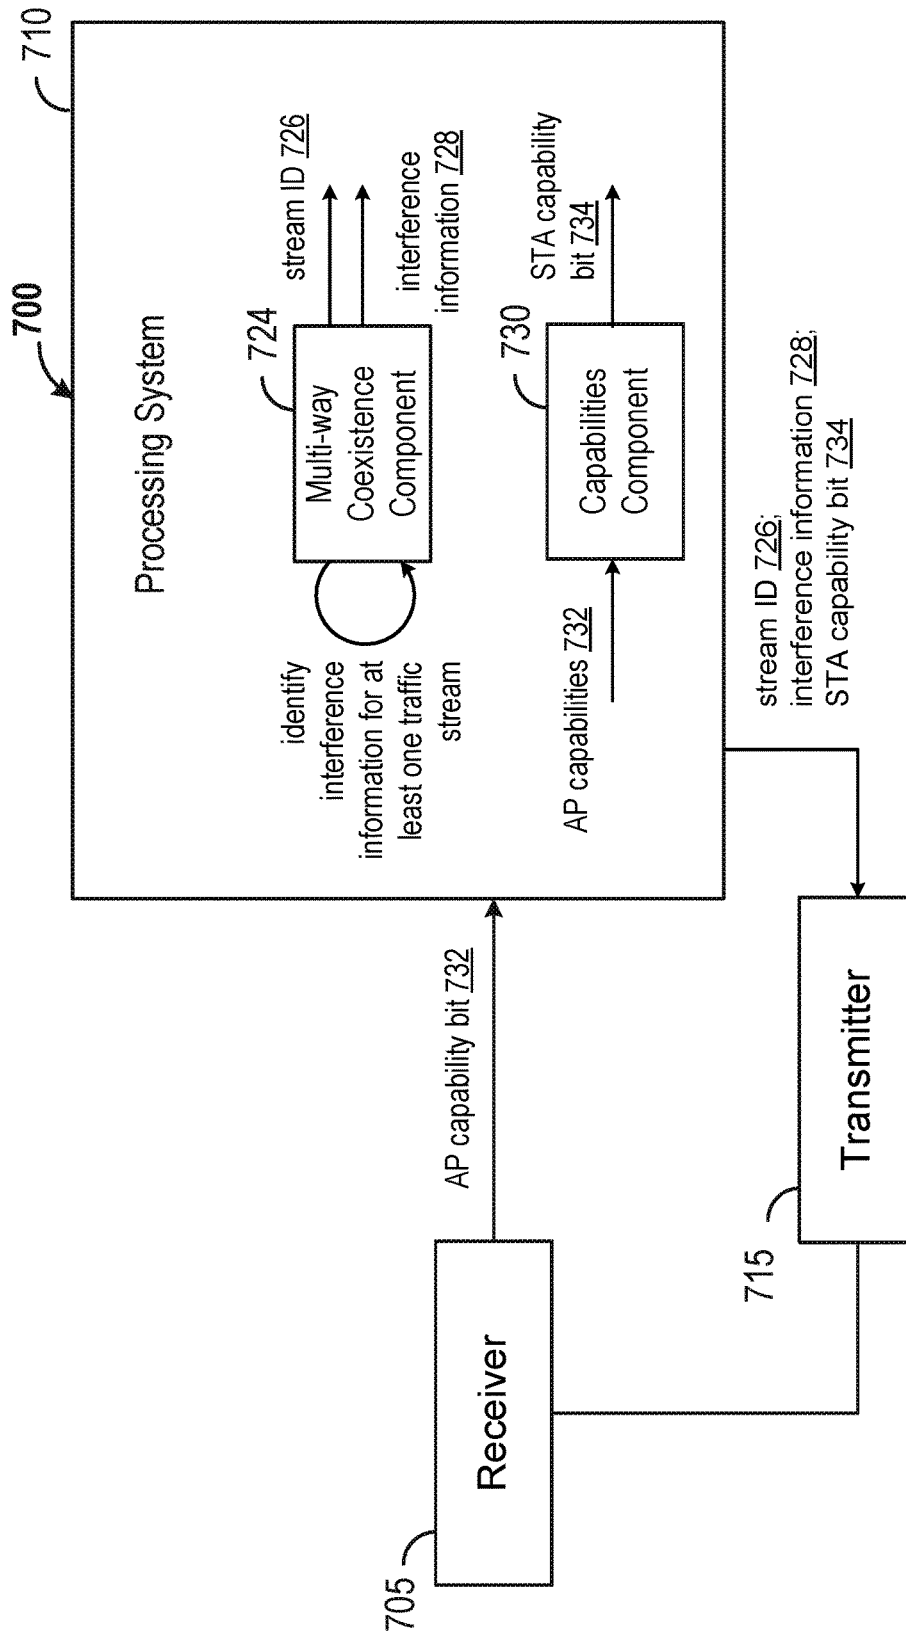 700
710
Processing System
724
Multi-way
Coexistence
Component
identify
interference
information for at
least one traffic
stream
stream ID 726
interference
information 728
730
Capabilities
Component
AP capabilities 732
STA capability
bit 734
705
Receiver
AP capability bit 732
715
Transmitter
stream ID 726;
interference information 728;
STA capability bit 734